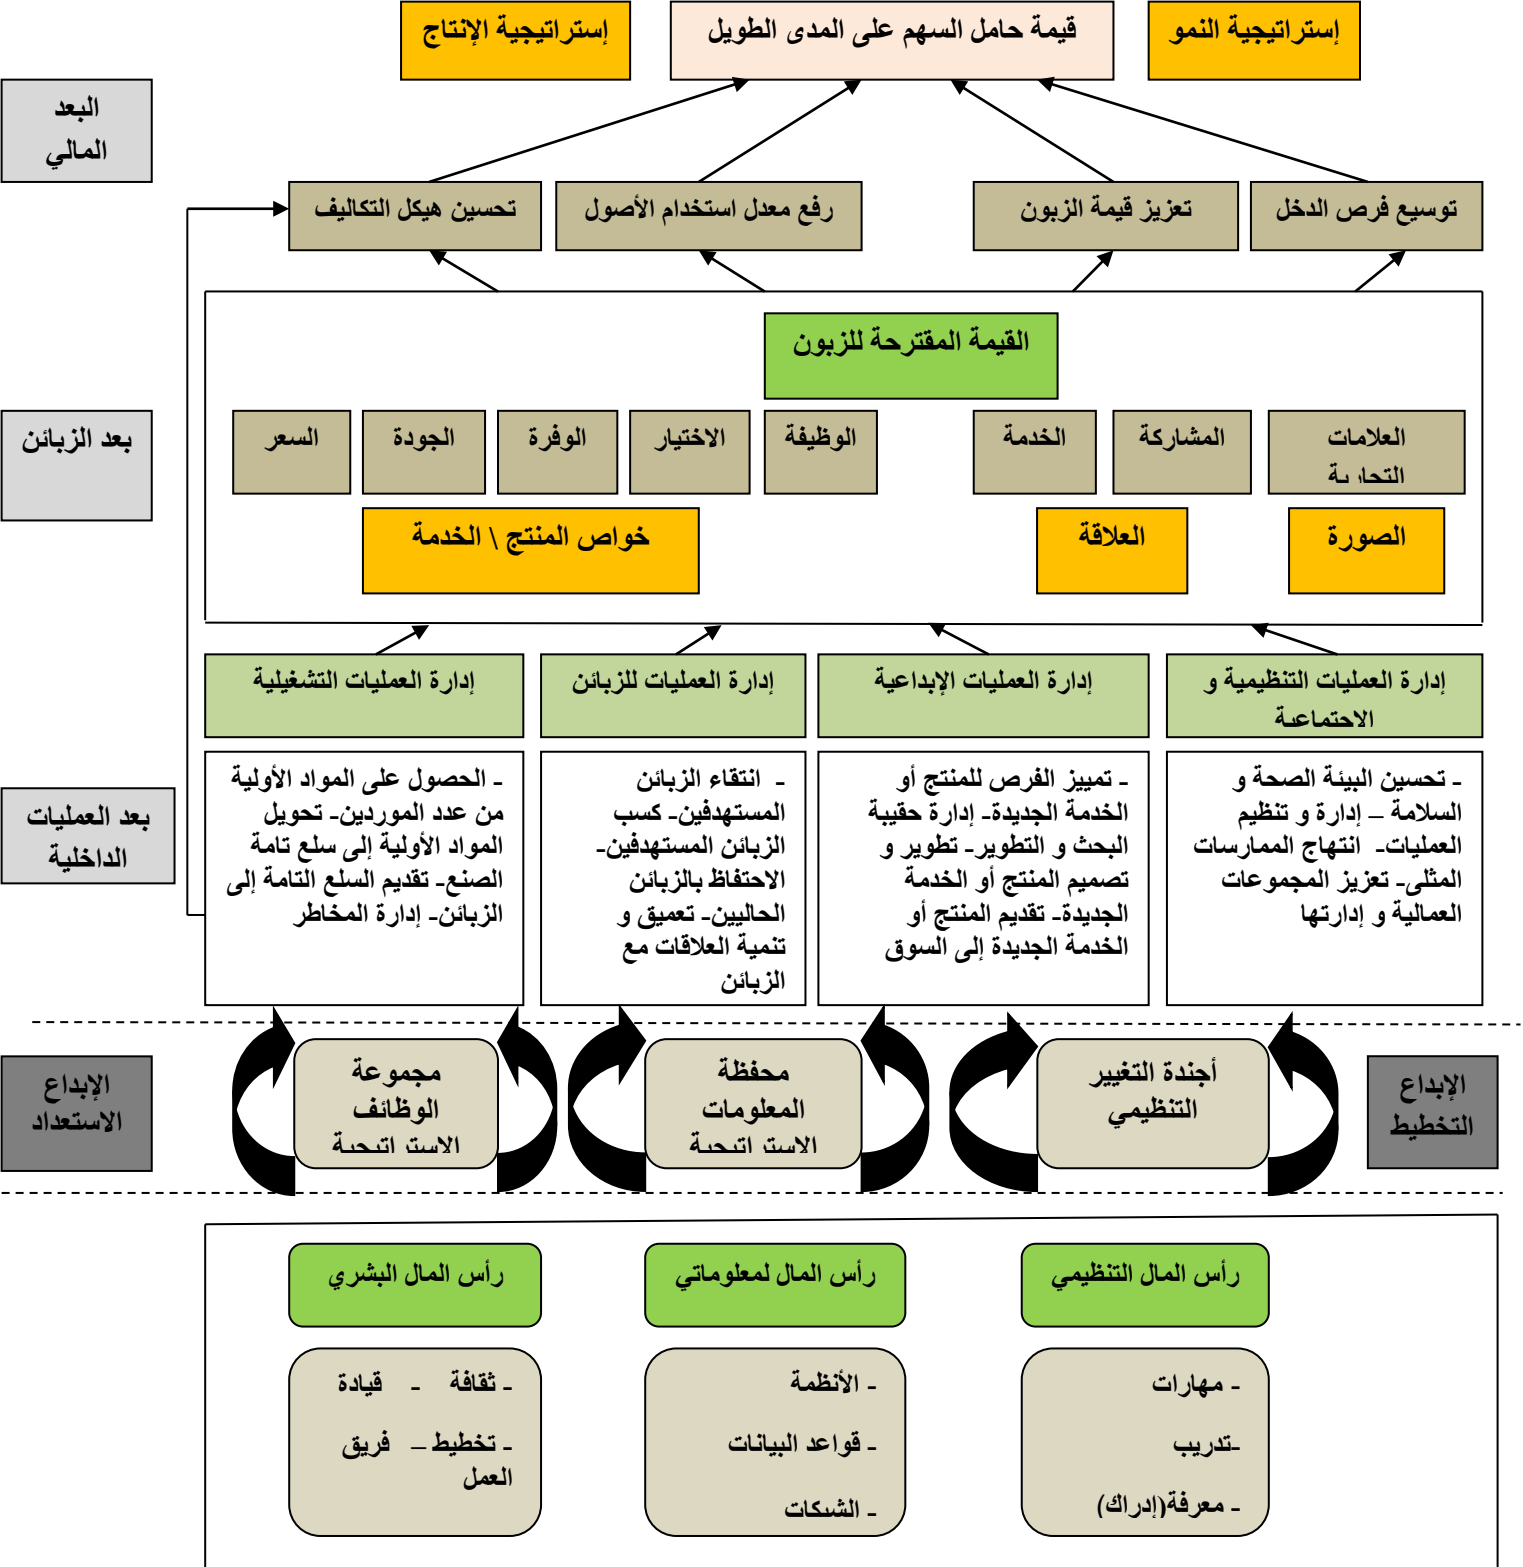 إستراتيجية النمو
قيمة حامل السهم على المدى الطويل
إستراتيجية الإنتاج
البعد
المالي
توسيع فرص الدخل
تعزيز قيمة الزبون
رفع معدل استخدام الأصول
تحسين هيكل التكاليف
القيمة المقترحة للزبون
بعد الزبائن
العلامات
التجارية
المشاركة
الخدمة
الوظيفة
الاختيار
الوفرة
الجودة
السعر
الصورة
العلاقة
خواص المنتج \ الخدمة
إدارة العمليات التنظيمية و
الاجتماعية
إدارة العمليات الإبداعية
إدارة العمليات للزبائن
إدارة العمليات التشغيلية
بعد العمليات
الداخلية
- تحسين البيئة الصحة و
السلامة – إدارة و تنظيم
العمليات- انتهاج الممارسات
المثلى- تعزيز المجموعات
العمالية و إدارتها
- تمييز الفرص للمنتج أو
الخدمة الجديدة- إدارة حقيبة
البحث و التطوير- تطوير و
تصميم المنتج أو الخدمة
الجديدة- تقديم المنتج أو
الخدمة الجديدة إلى السوق
- انتقاء الزبائن
المستهدفين- كسب
الزبائن المستهدفين-
الاحتفاظ بالزبائن
الحاليين- تعميق و
تنمية العلاقات مع
الزبائن
- الحصول على المواد الأولية
من عدد الموردين- تحويل
المواد الأولية إلى سلع تامة
الصنع- تقديم السلع التامة إلى
الزبائن- إدارة المخاطر
الإبداع
التخطيط
أجندة التغيير
التنظيمي
محفظة
المعلومات
الإستراتيجية
مجموعة
الوظائف
الإستراتيجية
الإبداع
الاستعداد
رأس المال التنظيمي
رأس المال لمعلوماتي
رأس المال البشري
- مهارات
-تدريب
- معرفة(إدراك)
- الأنظمة
- قواعد البيانات
- الشبكات
- ثقافة - قيادة
- تخطيط – فريق
العمل